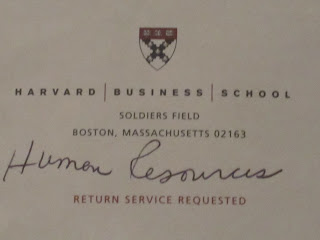 HARVARD | BUSINESS | SCHOOL
SOLDIERS FIELD
BOSTON, MASSACHUSETTS 02163
Human Resources
RETURN SERVICE REQUESTED